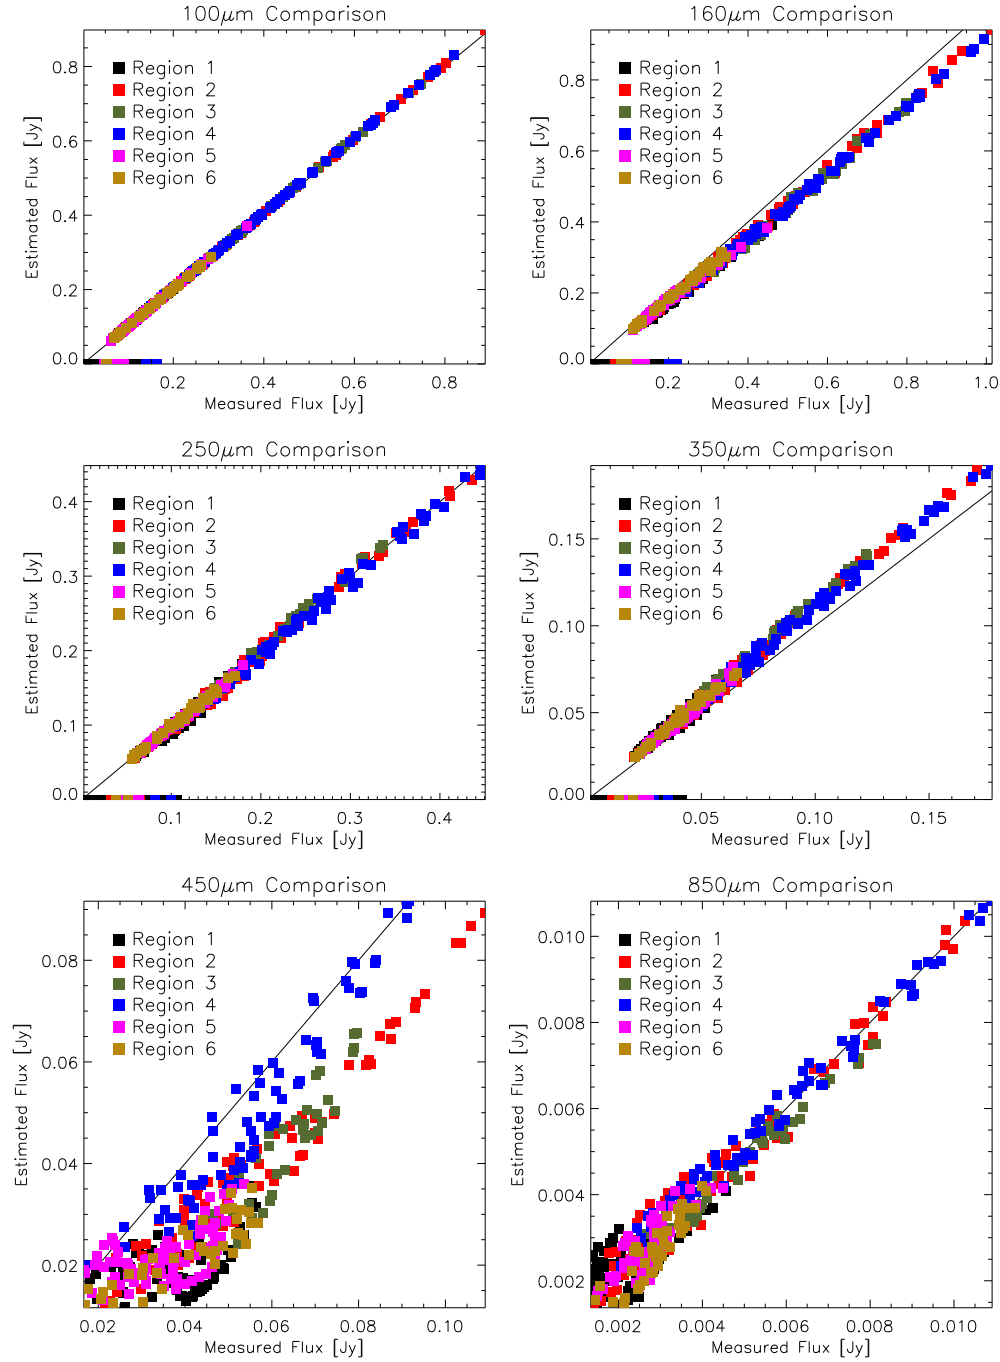 100μm Comparison
Estimated Flux [Jy]
0.8
0.6
0.4
0.2
0.0
Region 1
Region 2
Region 3
Region 4
Region 5
Region 6
0.2 0.4 0.6 0.8
Measured Flux [Jy]
160μm Comparison
Estimated Flux [Jy]
0.8
0.6
0.4
0.2
0.0
Region 1
Region 2
Region 3
Region 4
Region 5
Region 6
0.2 0.4 0.6 0.8 1.0
Measured Flux [Jy]
250μm Comparison
Estimated Flux [Jy]
0.4
0.3
0.2
0.1
0.0
Region 1
Region 2
Region 3
Region 4
Region 5
Region 6
0.1 0.2 0.3 0.4
Measured Flux [Jy]
350μm Comparison
Estimated Flux [Jy]
0.15
0.10
0.05
0.00
Region 1
Region 2
Region 3
Region 4
Region 5
Region 6
0.05 0.10 0.15
Measured Flux [Jy]
450μm Comparison
Estimated Flux [Jy]
0.08
0.06
0.04
0.02
Region 1
Region 2
Region 3
Region 4
Region 5
Region 6
0.02 0.04 0.06 0.08 0.10
Measured Flux [Jy]
850μm Comparison
Estimated Flux [Jy]
0.010
0.008
0.006
0.004
0.002
Region 1
Region 2
Region 3
Region 4
Region 5
Region 6
0.002 0.004 0.006 0.008 0.010
Measured Flux [Jy]